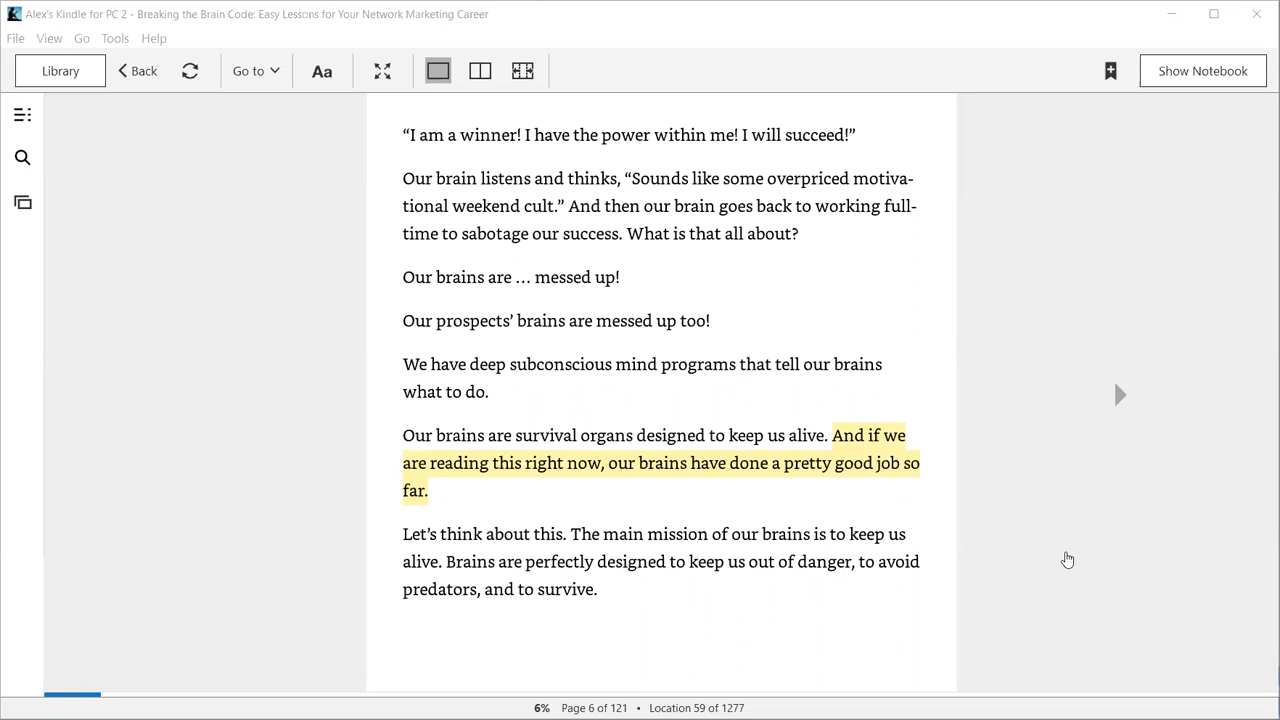 Alex's Kindle for PC 2 - Breaking the Brain Code: Easy Lessons for Your Network Marketing Career
File View Go Tools Help
Library Back Go to Aa Show Notebook
“I am a winner! I have the power within me! I will succeed!”
Our brain listens and thinks, “Sounds like some overpriced motiva-
tional weekend cult.” And then our brain goes back to working full-
time to sabotage our success. What is that all about?
Our brains are … messed up!
Our prospects’ brains are messed up too!
We have deep subconscious mind programs that tell our brains
what to do.
Our brains are survival organs designed to keep us alive. And if we
are reading this right now, our brains have done a pretty good job so
far.
Let’s think about this. The main mission of our brains is to keep us
alive. Brains are perfectly designed to keep us out of danger, to avoid
predators, and to survive.
6% Page 6 of 121 • Location 59 of 1277